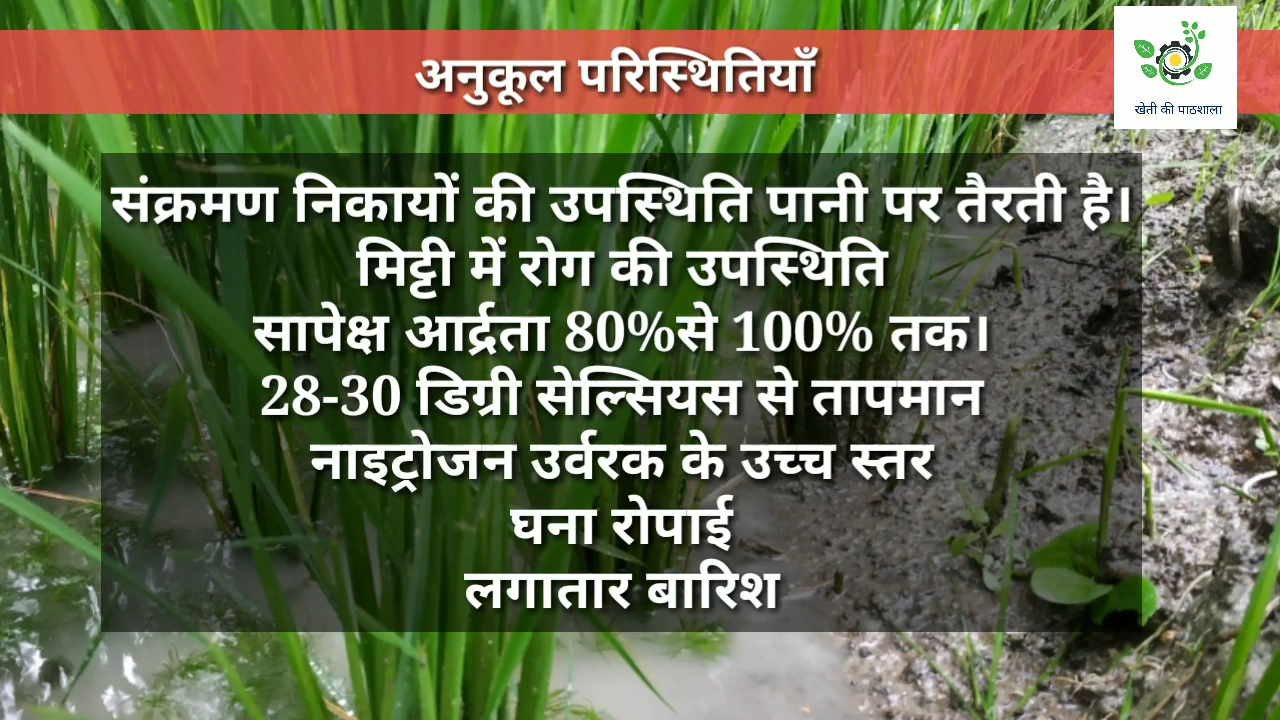 अनुकूल परिस्थितियाँ
खेती की पाठशाला
संक्रमण निकायों की उपस्थिति पानी पर तैरती है।
मिट्टी में रोग की उपस्थिति
सापेक्ष आर्द्रता 80%से 100% तक।
28-30 डिग्री सेल्सियस से तापमान
नाइट्रोजन उर्वरक के उच्च स्तर
घना रोपाई
लगातार बारिश